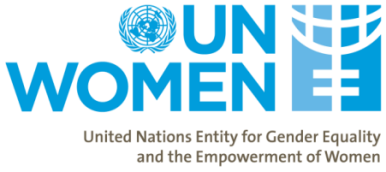 UN
WOMEN
United Nations Entity for Gender Equality
and the Empowerment of Women